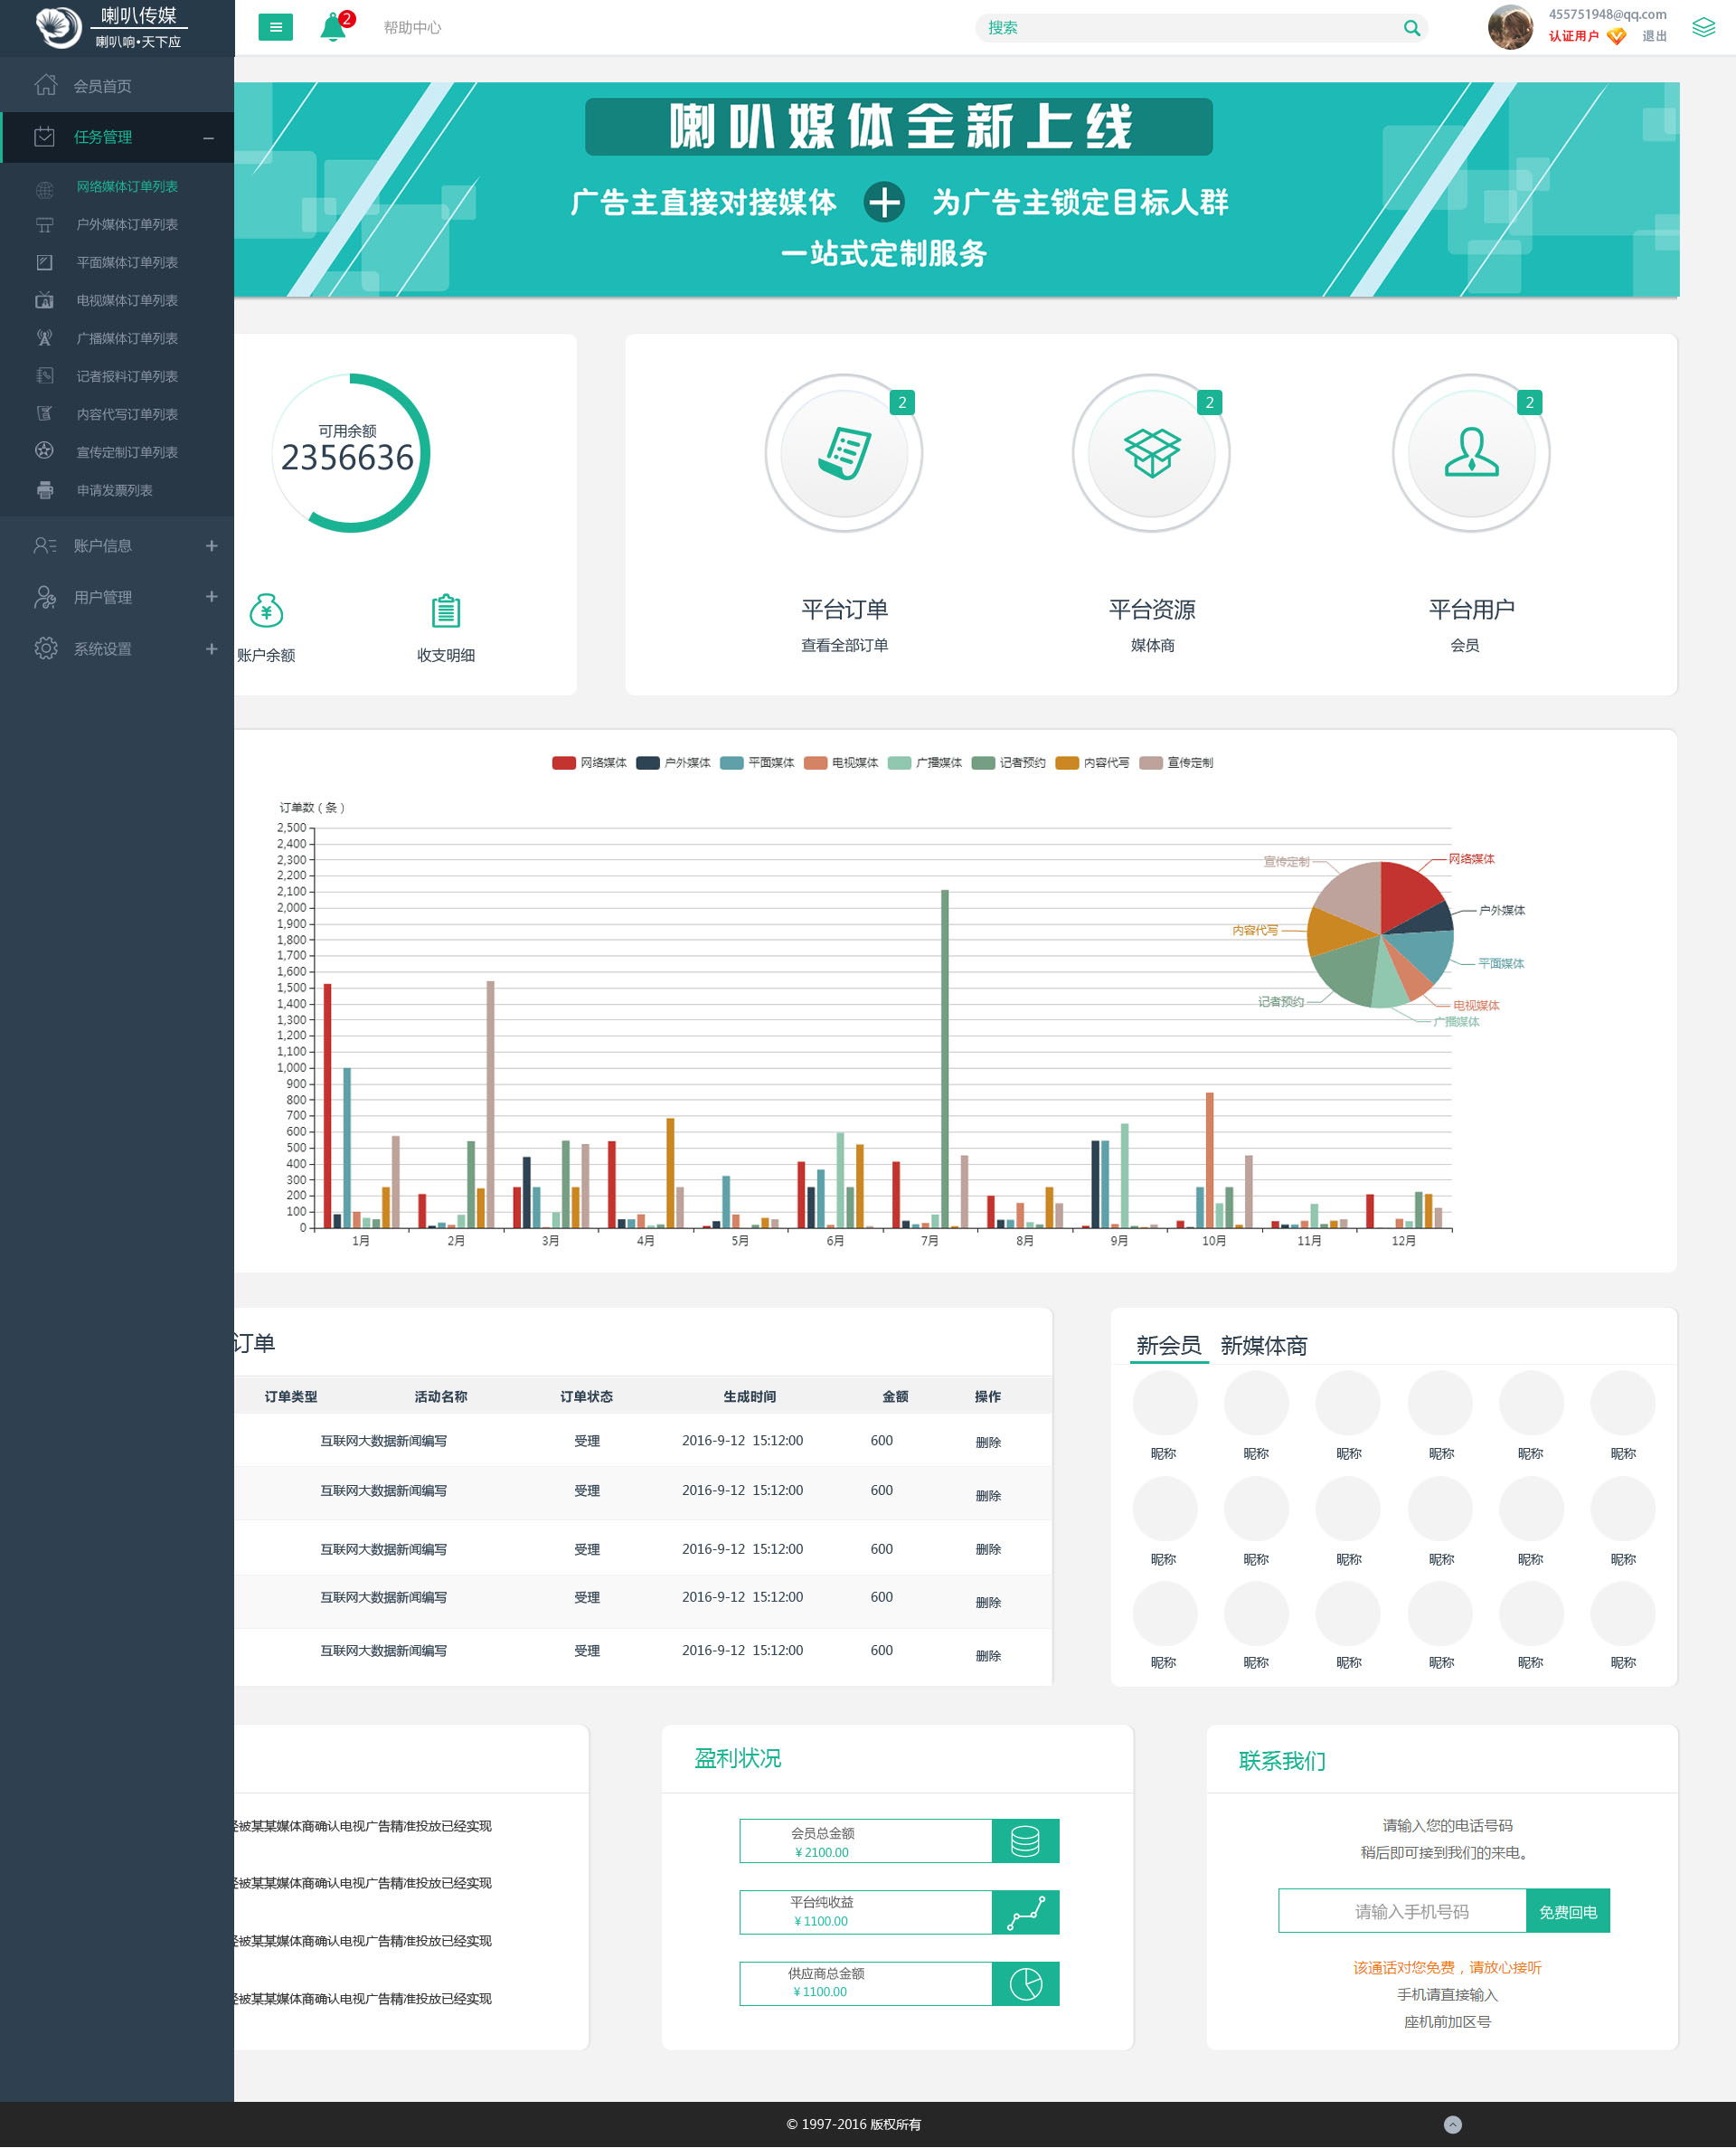 喇叭传媒
喇叭响•天下应
2
帮助中心
搜索
455751948@qq.com
认证用户 退出
会员首页
任务管理
网络媒体订单列表
户外媒体订单列表
平面媒体订单列表
电视媒体订单列表
广播媒体订单列表
记者报料订单列表
内容代写订单列表
宣传定制订单列表
申请发票列表
账户信息
用户管理
系统设置
喇叭媒体全新上线
广告主直接对接媒体 + 为广告主锁定目标人群
一站式定制服务
可用余额
2356636
账户余额 收支明细
2 2 2
平台订单 平台资源 平台用户
查看全部订单 媒体商 会员
网络媒体 户外媒体 平面媒体 电视媒体 广播媒体 记者预约 内容代写 宣传定制
订单数(条)
2,500
2,400
2,300
2,200
2,100
2,000
1,900
1,800
1,700
1,600
1,500
1,400
1,300
1,200
1,100
1,000
900
800
700
600
500
400
300
200
100
0
1月 2月 3月 4月 5月 6月 7月 8月 9月 10月 11月 12月
宣传定制 网络媒体
户外媒体
内容代写
平面媒体
记者预约 电视媒体
广播媒体
订单
订单类型 活动名称 订单状态 生成时间 金额 操作
互联网大数据新闻编写 受理 2016-9-12 15:12:00 600 删除
互联网大数据新闻编写 受理 2016-9-12 15:12:00 600 删除
互联网大数据新闻编写 受理 2016-9-12 15:12:00 600 删除
互联网大数据新闻编写 受理 2016-9-12 15:12:00 600 删除
互联网大数据新闻编写 受理 2016-9-12 15:12:00 600 删除
新会员 新媒体商
昵称 昵称 昵称 昵称 昵称 昵称
昵称 昵称 昵称 昵称 昵称 昵称
昵称 昵称 昵称 昵称 昵称 昵称
被某某媒体商确认电视广告精准投放已经实现
被某某媒体商确认电视广告精准投放已经实现
被某某媒体商确认电视广告精准投放已经实现
被某某媒体商确认电视广告精准投放已经实现
盈利状况
会员总金额
¥2100.00
平台纯收益
¥1100.00
供应商总金额
¥1100.00
联系我们
请输入您的电话号码
稍后即可接到我们的来电。
请输入手机号码 免费回电
该通话对您免费，请放心接听
手机请直接输入
座机前加区号
© 1997-2016 版权所有